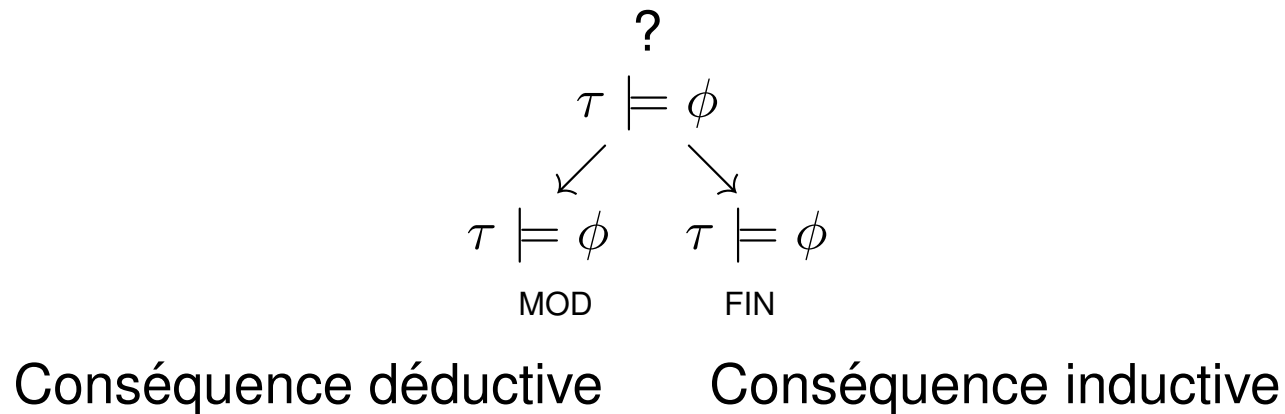 ?
τ ⊨ φ
τ ⊨ φ τ ⊨ φ
MOD FIN
Conséquence déductive Conséquence inductive